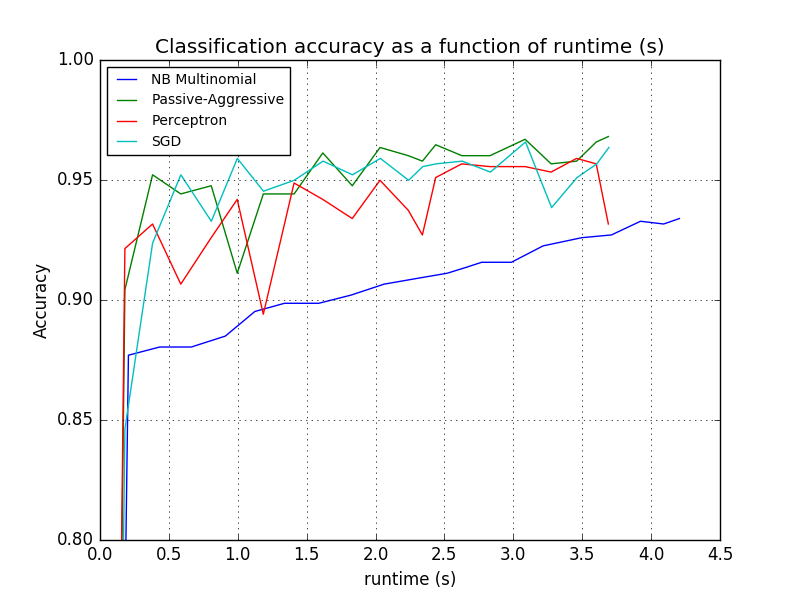 Classification accuracy as a function of runtime (s)
1.00
NB Multinomial
Passive-Aggressive
Perceptron
SGD
0.95
0.90
Accuracy
0.85
0.80
0.0 0.5 1.0 1.5 2.0 2.5 3.0 3.5 4.0 4.5
runtime (s)